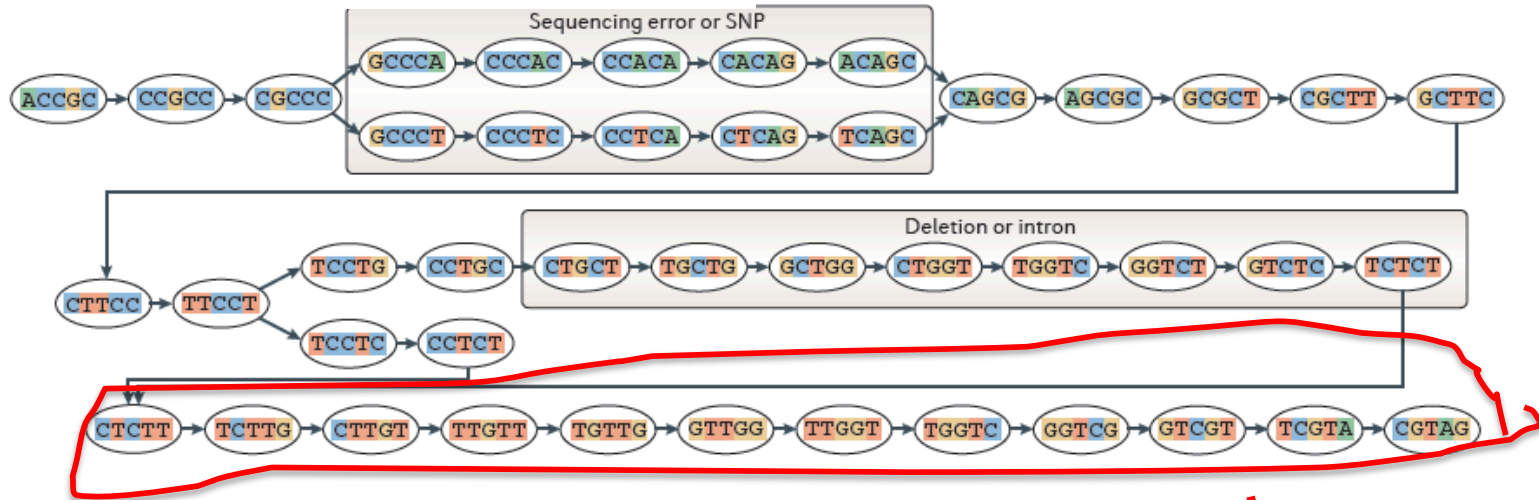 Sequencing error or SNP
GCCCA CCCAC CCACA CACAG ACAGC
ACCGC CCGCC CGCCC CAGCG AGCGC GCGCT CGCTT GCTTC
GCCCT CCCTC CCTCA CTCAG TCAGC
Deletion or intron
TCCTG CCTGC CTGCT TGCTG GCTGG CTGGT TGGTC GGTCT GTCTC TCTCT
CTTCC TTCCT
TCCTC CCTCT
CTCTT TCTTG CTTGT TTGTT TGTTG GTTGG TTGGT TGGTC GGTCG GTCGT TCGTA CGTAG